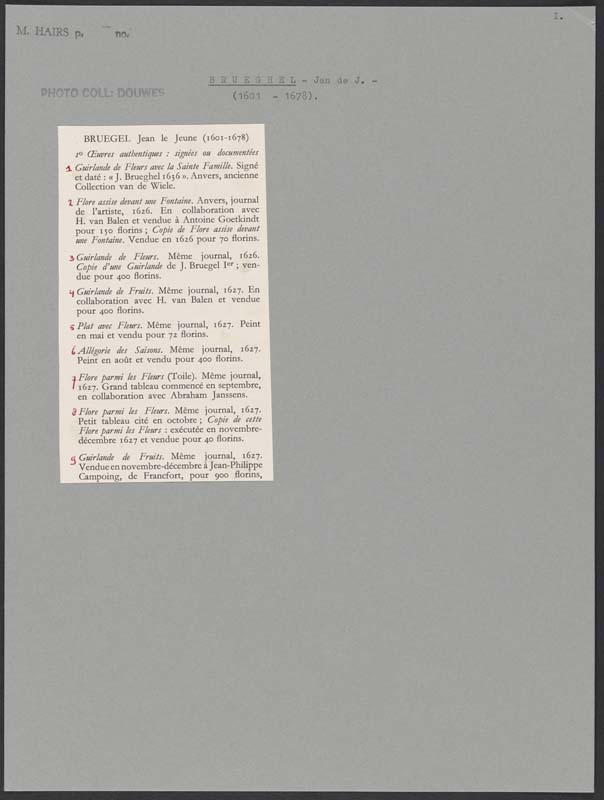 I.
M. HAIRS p. no.
B R U E G H E L - Jan de J. -
PHOTO COLL: DOUWES
(1601 - 1678).
BRUEGEL Jean le Jeune (1601-1678)
1º Œuvres authentiques : signées ou documentées
1 Guirlande de Fleurs avec la Sainte Famille. Signé
et daté : « J. Brueghel 1636 ». Anvers, ancienne
Collection van de Wiele.
2 Flore assise devant une Fontaine. Anvers, journal
de l'artiste, 1626. En collaboration avec
H. van Balen et vendue à Antoine Goetkindt
pour 150 florins ; Copie de Flore assise devant
une Fontaine. Vendue en 1626 pour 70 florins.
3 Guirlande de Fleurs. Même journal, 1626.
Copie d'une Guirlande de J. Bruegel Ier ; ven-
due pour 400 florins.
4 Guirlande de Fruits. Même journal, 1627. En
collaboration avec H. van Balen et vendue
pour 400 florins.
5 Plat avec Fleurs. Même journal, 1627. Peint
en mai et vendu pour 72 florins.
6 Allégorie des Saisons. Même journal, 1627.
Peint en août et vendu pour 400 florins.
7 Flore parmi les Fleurs (Toile). Même journal,
1627. Grand tableau commencé en septembre,
en collaboration avec Abraham Janssens.
8 Flore parmi les Fleurs. Même journal, 1627.
Petit tableau cité en octobre ; Copie de cette
Flore parmi les Fleurs : exécutée en novembre-
décembre 1627 et vendue pour 40 florins.
9 Guirlande de Fruits. Même journal, 1627.
Vendue en novembre-décembre à Jean-Philippe
Campoing, de Francfort, pour 900 florins,